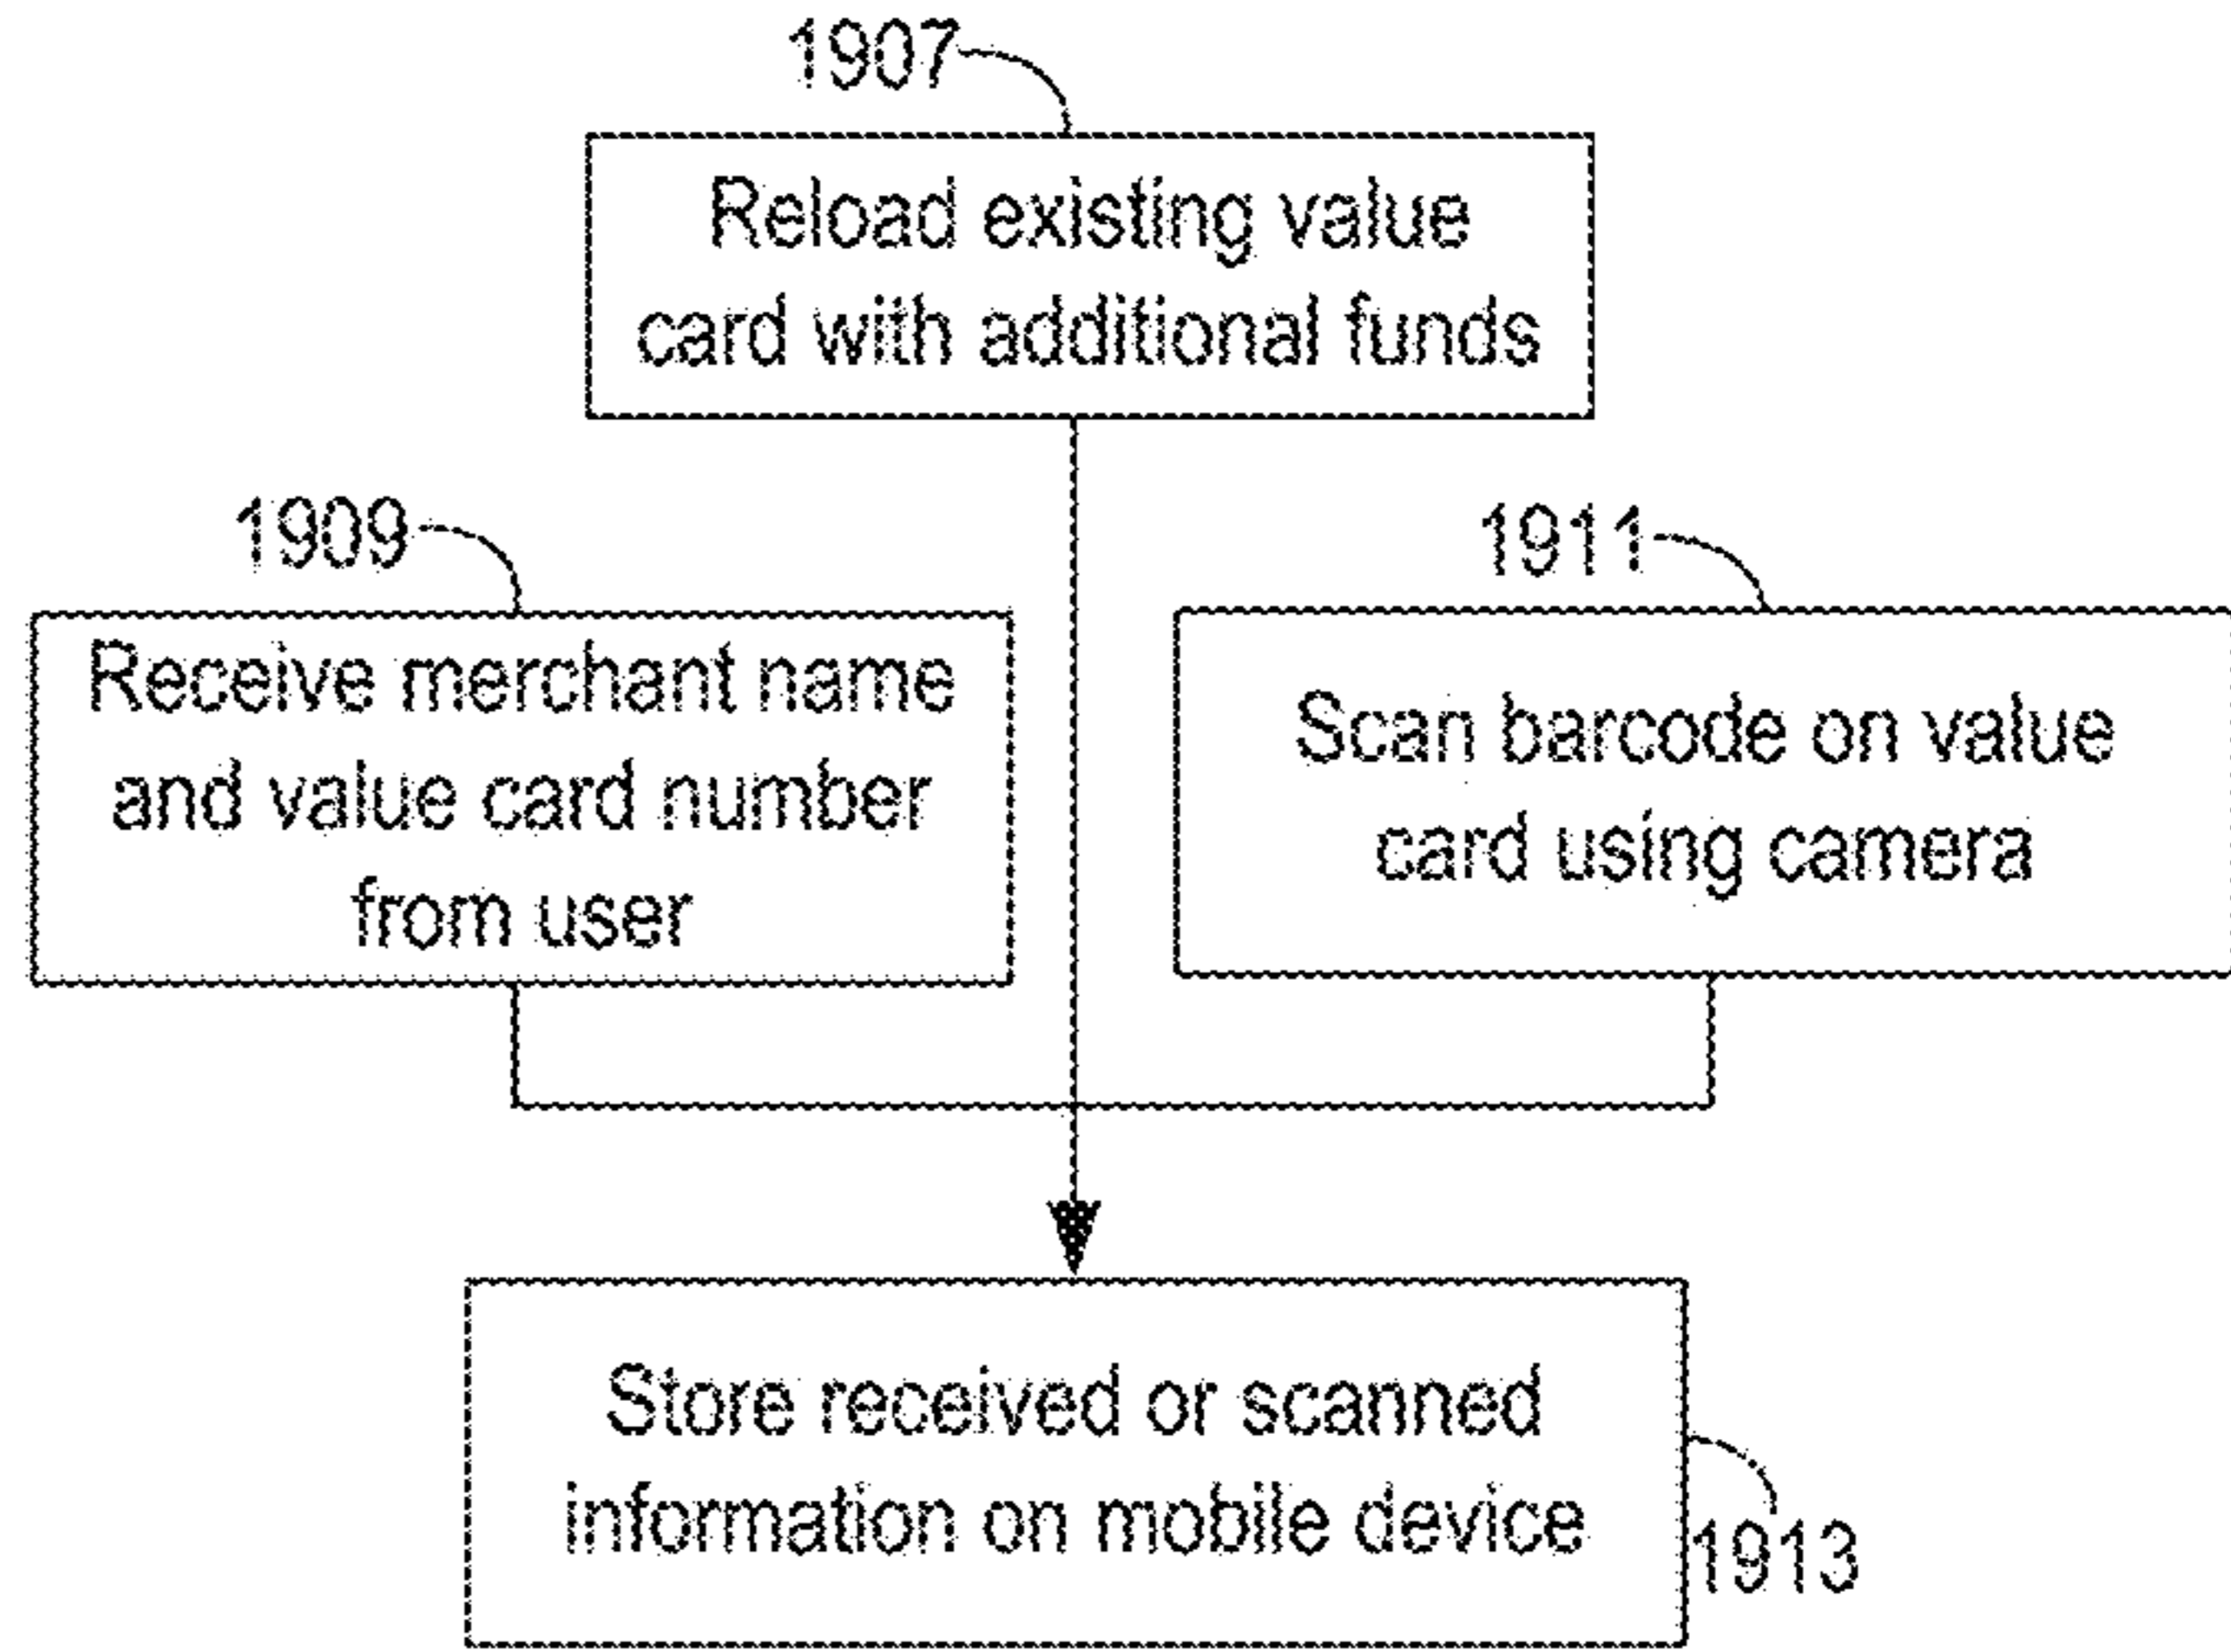 1907
Reload existing value
card with additional funds
1909
Receive merchant name
and value card number
from user
1911
Scan barcode on value
card using camera
Store received or scanned
information on mobile device
1913